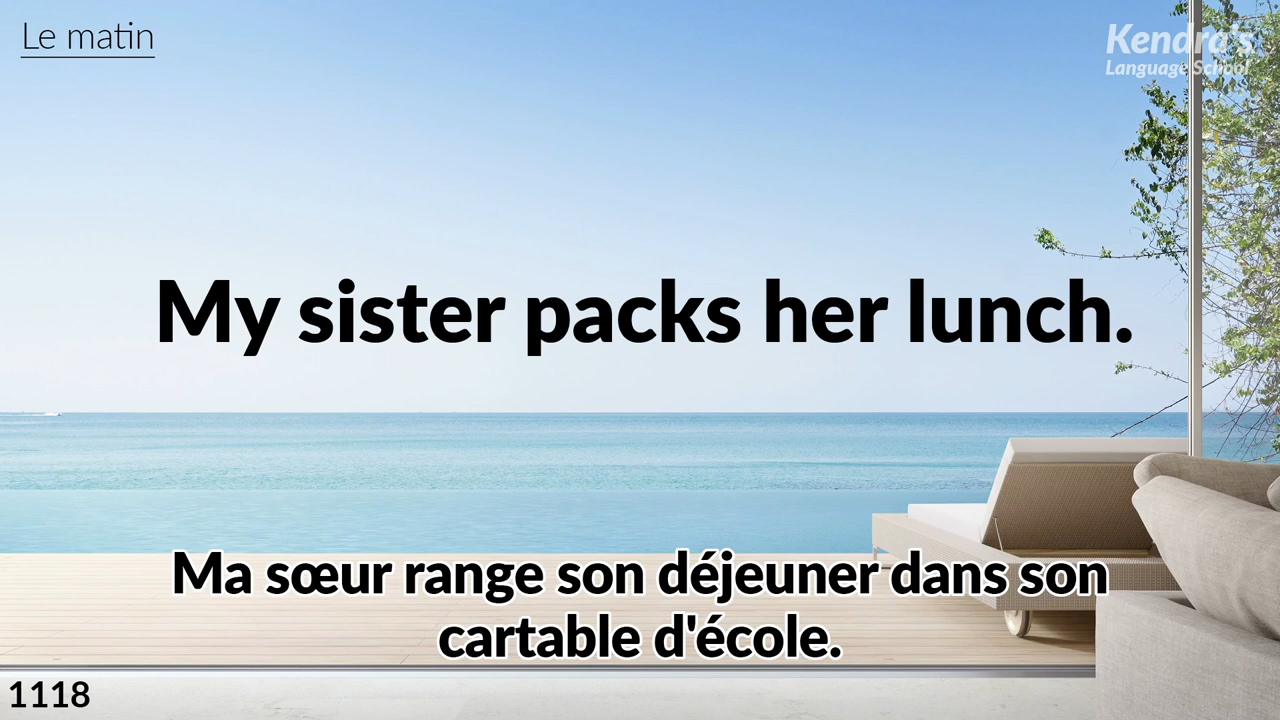 Le matin
Kendra's
Language School
My sister packs her lunch.
Ma sœur range son déjeuner dans son
cartable d'école.
1118